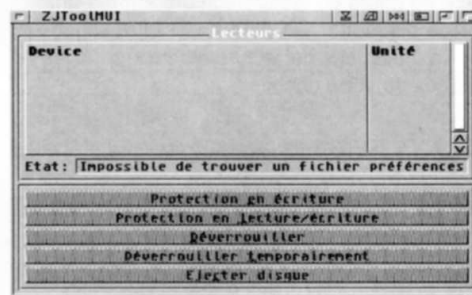 ZJToolMUI
Lecteurs
Device Unité
Etat: Impossible de trouver un fichier préférences
Protection en écriture
Protection en lecture/écriture
Déverrouiller
Déverrouiller temporairement
Ejecter disque